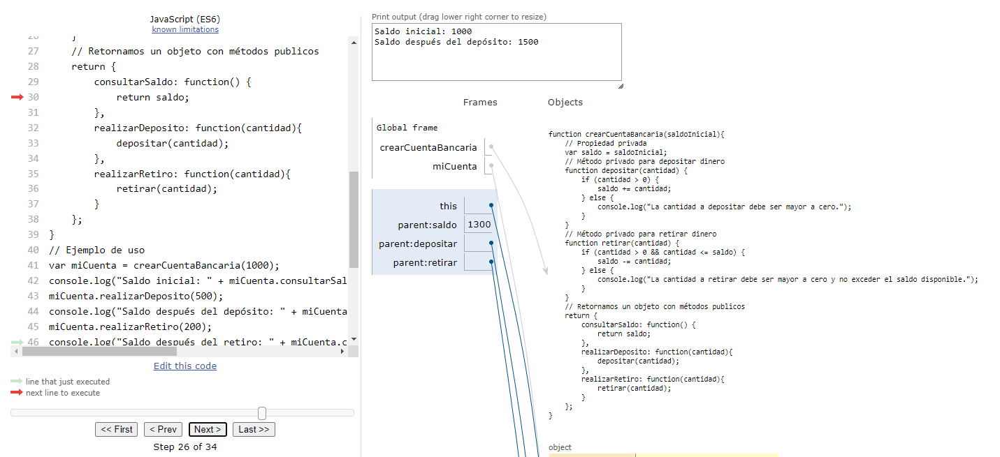 JavaScript (ES6)
known limitations
26 }
27 // Retornamos un objeto con métodos publicos
28 return {
29 consultarSaldo: function() {
30 return saldo;
31 },
32 realizarDeposito: function(cantidad){
33 depositar(cantidad);
34 },
35 realizarRetiro: function(cantidad){
36 retirar(cantidad);
37 }
38 };
39 }
40 // Ejemplo de uso
41 var miCuenta = crearCuentaBancaria(1000);
42 console.log("Saldo inicial: " + miCuenta.consultarSal
43 miCuenta.realizarDeposito(500);
44 console.log("Saldo después del depósito: " + miCuenta
45 miCuenta.realizarRetiro(200);
46 console.log("Saldo después del retiro: " + miCuenta.c
Edit this code
line that just executed
next line to execute
<< First < Prev Next > Last >>
Step 26 of 34
Print output (drag lower right corner to resize)
Saldo inicial: 1000
Saldo después del depósito: 1500
Frames Objects
Global frame
crearCuentaBancaria
miCuenta
this
parent:saldo 1300
parent:depositar
parent:retirar
function crearCuentaBancaria(saldoInicial){
// Propiedad privada
var saldo = saldoInicial;
// Método privado para depositar dinero
function depositar(cantidad) {
if (cantidad > 0) {
saldo += cantidad;
} else {
console.log("La cantidad a depositar debe ser mayor a cero.");
}
}
// Método privado para retirar dinero
function retirar(cantidad) {
if (cantidad > 0 && cantidad <= saldo) {
saldo -= cantidad;
} else {
console.log("La cantidad a retirar debe ser mayor a cero y no exceder el saldo disponible.");
}
}
// Retornamos un objeto con métodos publicos
return {
consultarSaldo: function() {
return saldo;
},
realizarDeposito: function(cantidad){
depositar(cantidad);
},
realizarRetiro: function(cantidad){
retirar(cantidad);
}
};
}
object